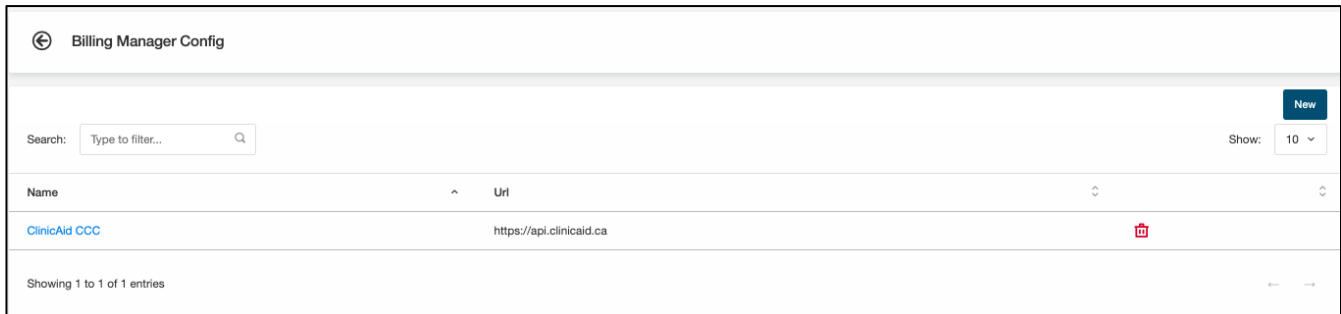 Billing Manager Config
New
Search: Type to filter... Show: 10
Name Url
ClinicAid CCC https://api.clinicaid.ca
Showing 1 to 1 of 1 entries